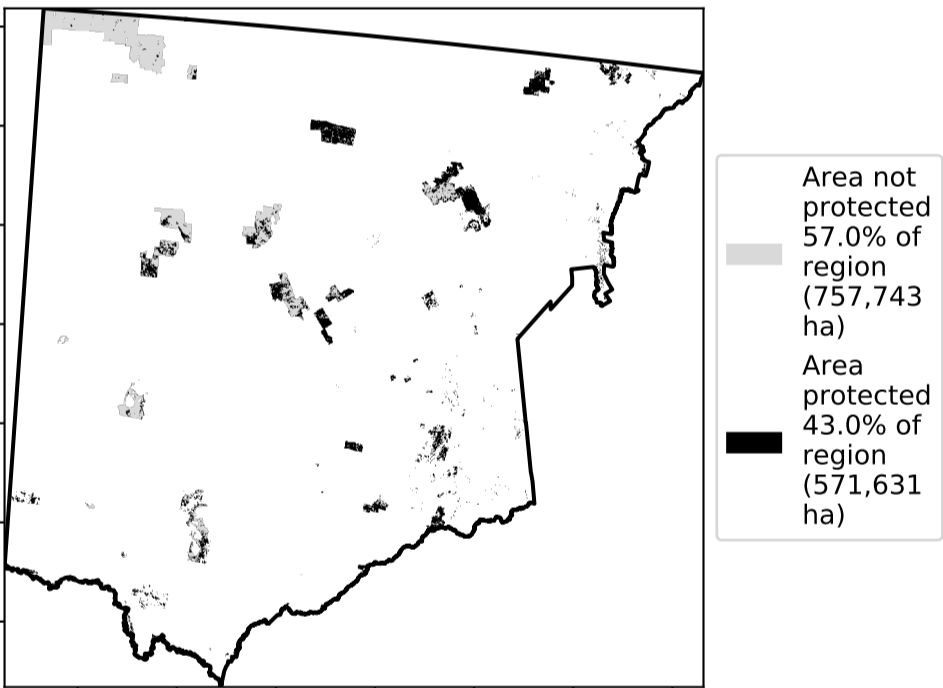 Area not
protected
57.0% of
region
(757,743
ha)
Area
protected
43.0% of
region
(571,631
ha)